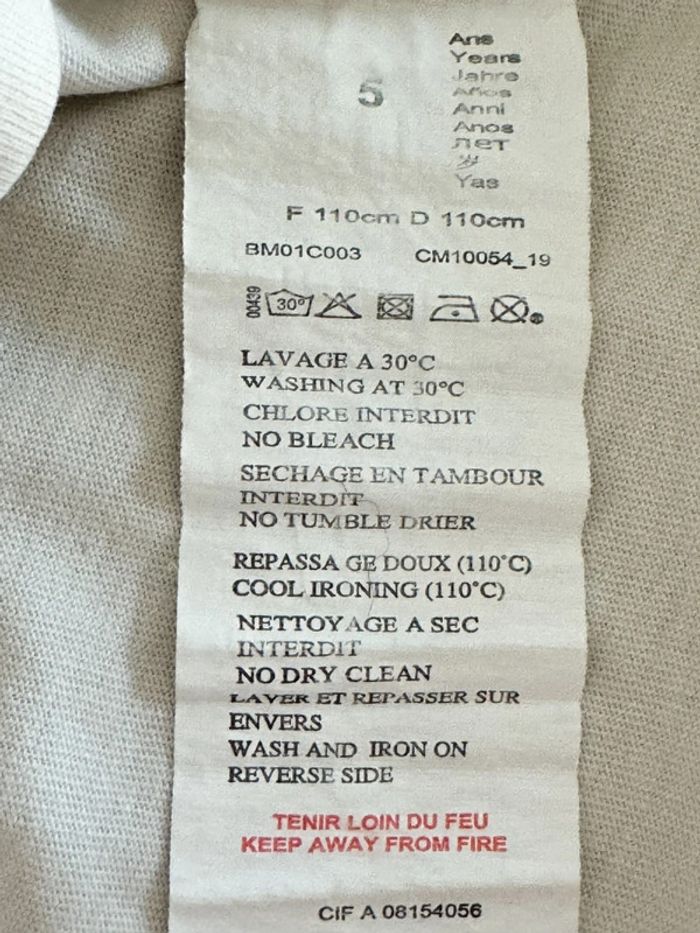 5
Ans
Years
Jahre
Años
Anni
Anos
лет
岁
Yas
F 110cm D 110cm
BM01C003 CM10054_19
00439
30°
LAVAGE A 30°C
WASHING AT 30°C
CHLORE INTERDIT
NO BLEACH
SECHAGE EN TAMBOUR
INTERDIT
NO TUMBLE DRIER
REPASSA GE DOUX (110°C)
COOL IRONING (110°C)
NETTOYAGE A SEC
INTERDIT
NO DRY CLEAN
LAVER ET REPASSER SUR
ENVERS
WASH AND IRON ON
REVERSE SIDE
TENIR LOIN DU FEU
KEEP AWAY FROM FIRE
CIF A 08154056